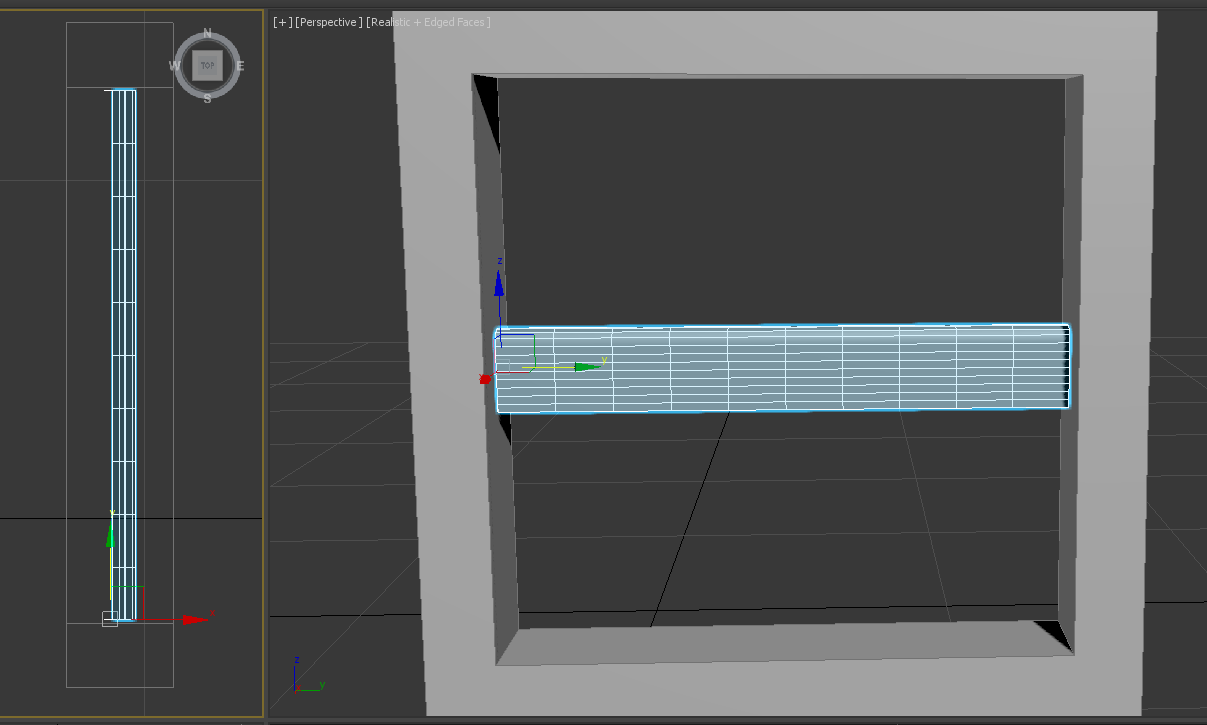 [+] [Perspective] [Realistic + Edged Faces]
N
W TOP E
S
z
y
x
y
x
z
y